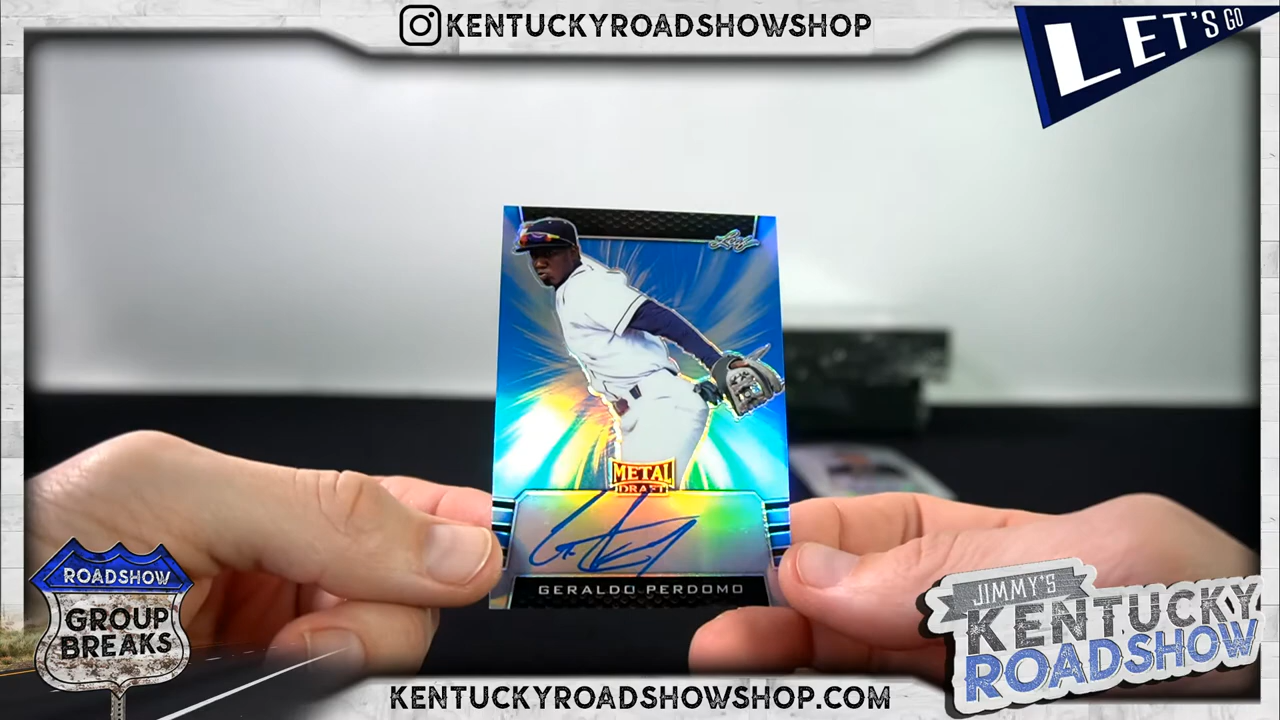 KENTUCKYROADSHOWSHOP
LET'S GO
Leaf
METAL
DRAFT
GERALDO PERDOMO
ROADSHOW
GROUP
BREAKS
JIMMY'S
KENTUCKY
ROADSHOW
KENTUCKYROADSHOWSHOP.COM